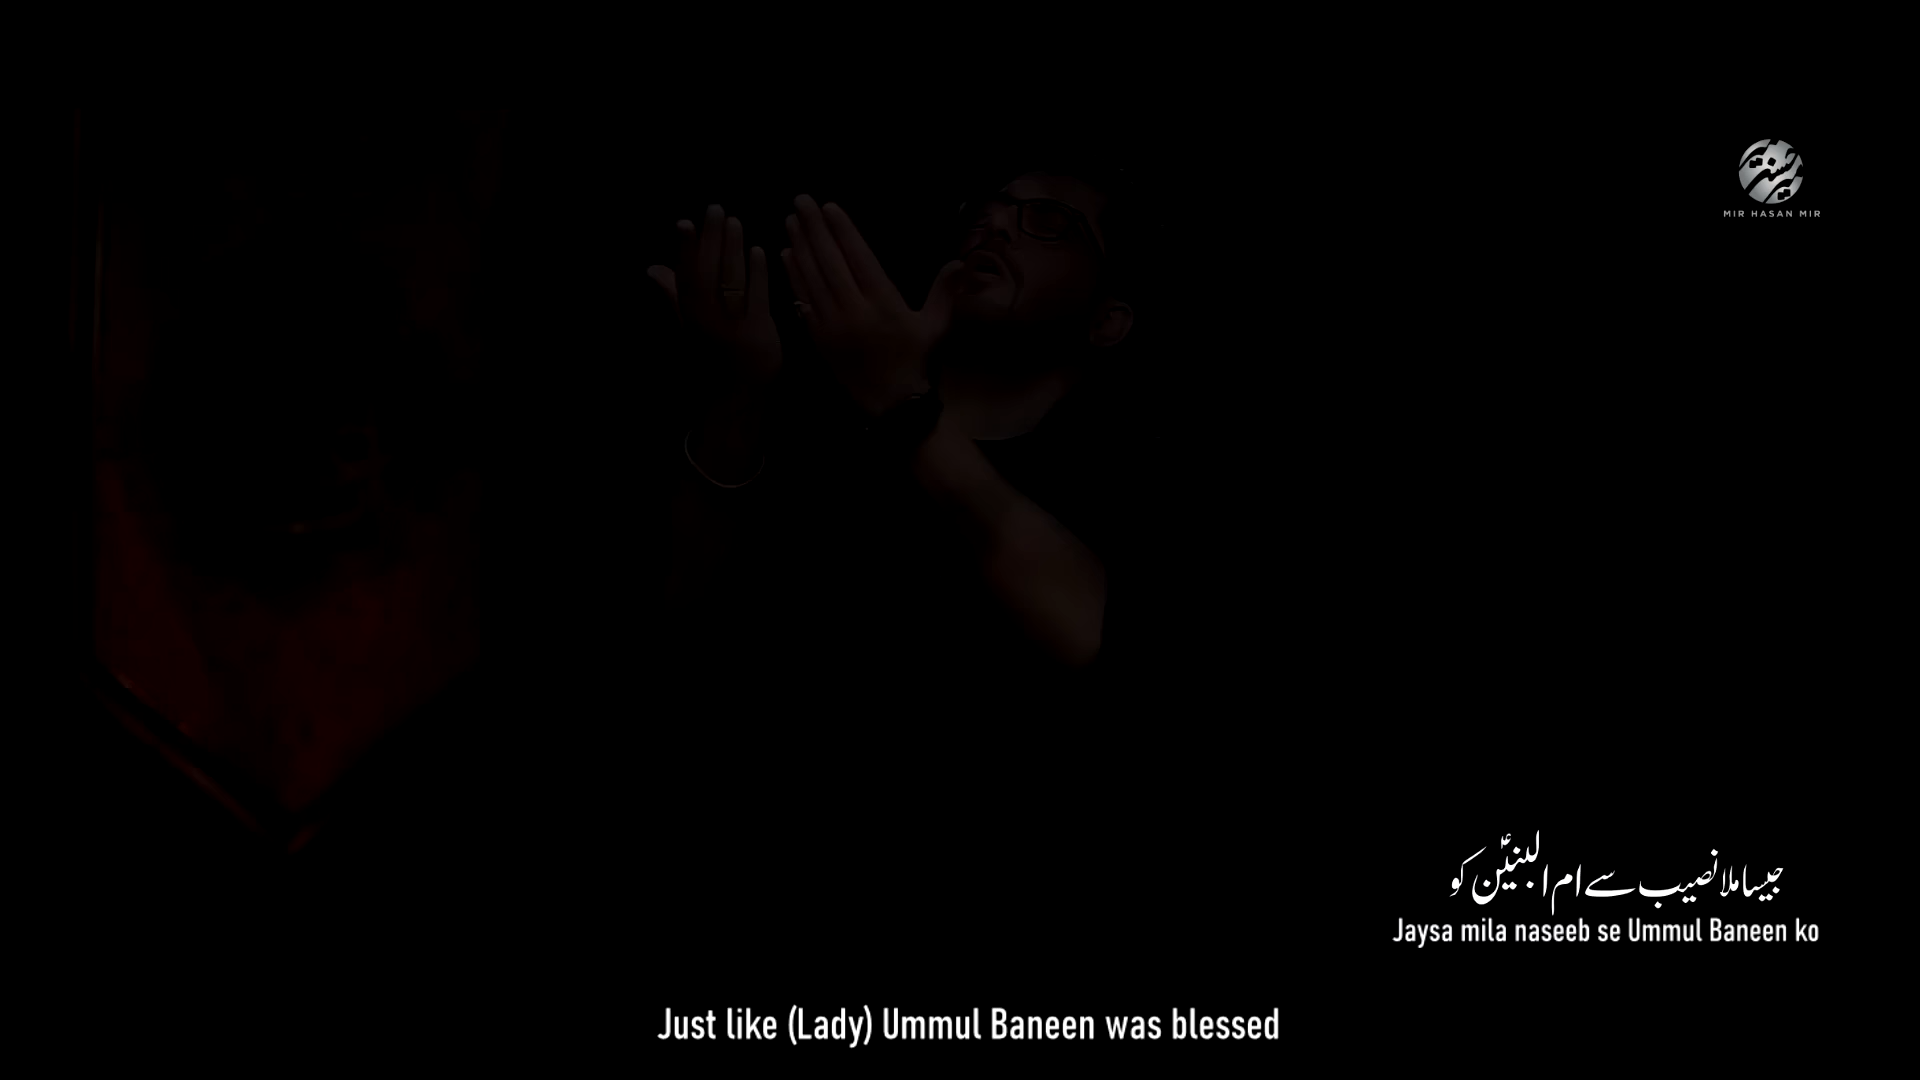 MIR HASAN MIR
جیسا ملا نصیب سے ام البنینؑ کو
Jaysa mila naseeb se Ummul Baneen ko
Just like (Lady) Ummul Baneen was blessed